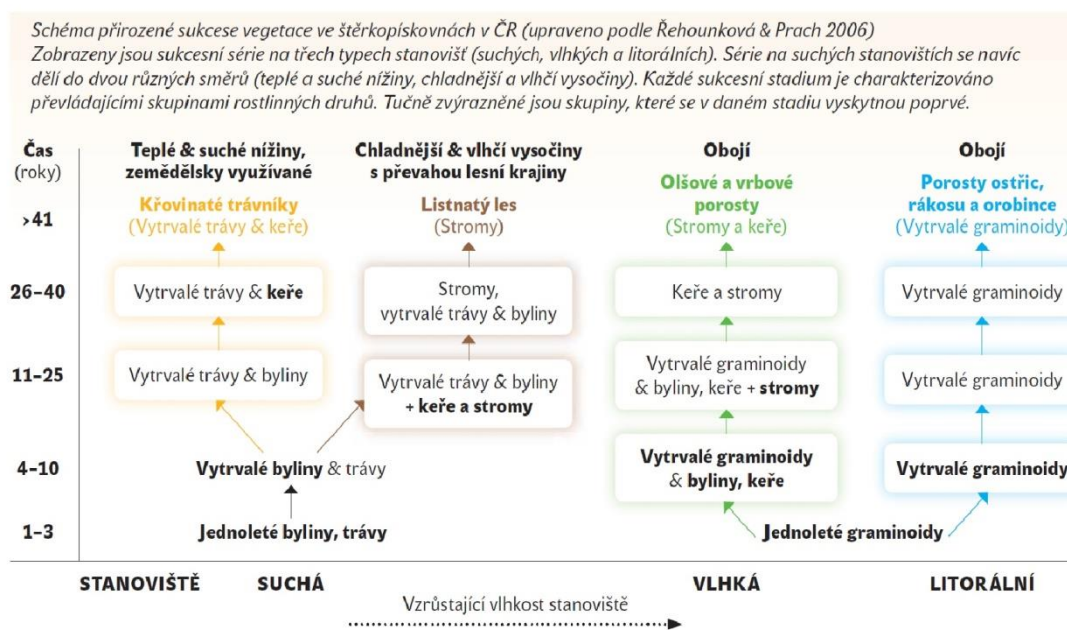 Schéma přirozené sukcese vegetace ve štěrkopískovnách v ČR (upraveno podle Řehounková & Prach 2006)
Zobrazeny jsou sukcesní série na třech typech stanovišť (suchých, vlhkých a litorálních). Série na suchých stanovištích se navíc
dělí do dvou různých směrů (teplé a suché nížiny, chladnější a vlhčí vysočiny). Každé sukcesní stadium je charakterizováno
převládajícími skupinami rostlinných druhů. Tučně zvýrazněné jsou skupiny, které se v daném stadiu vyskytnou poprvé.
Čas
(roky)
Teplé & suché nížiny,
zemědělsky využívané
Chladnější & vlhčí vysočiny
s převahou lesní krajiny
Obojí
Obojí
>41
Křovinaté trávníky
(Vytrvalé trávy & keře)
Listnatý les
(Stromy)
Olšové a vrbové
porosty
(Stromy a keře)
Porosty ostřic,
rákosu a orobince
(Vytrvalé graminoidy)
26–40
Vytrvalé trávy & keře
Stromy,
vytrvalé trávy & byliny
Keře a stromy
Vytrvalé graminoidy
11–25
Vytrvalé trávy & byliny
Vytrvalé trávy & byliny
+ keře a stromy
Vytrvalé graminoidy
& byliny, keře + stromy
Vytrvalé graminoidy
4–10
Vytrvalé byliny & trávy
Vytrvalé graminoidy
& byliny, keře
Vytrvalé graminoidy
1–3
Jednoleté byliny, trávy
Jednoleté graminoidy
STANOVIŠTĚ
SUCHÁ
VLHKÁ
LITORÁLNÍ
Vzrůstající vlhkost stanoviště